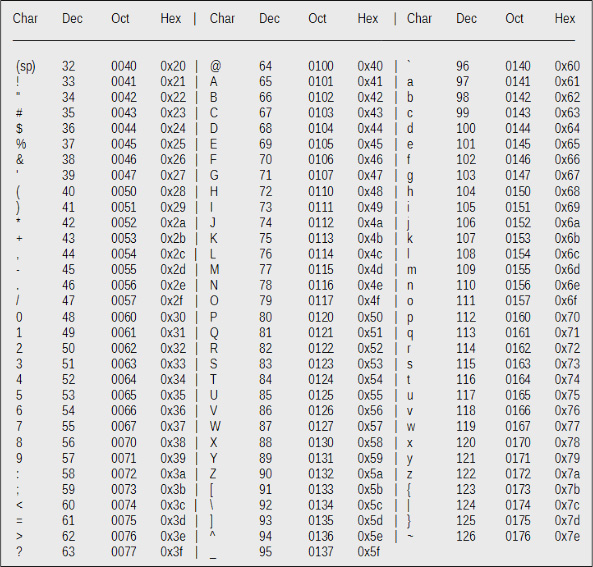 Char Dec Oct Hex | Char Dec Oct Hex | Char Dec Oct Hex
(sp) 32 0040 0x20 | @ 64 0100 0x40 | ` 96 0140 0x60
! 33 0041 0x21 | A 65 0101 0x41 | a 97 0141 0x61
" 34 0042 0x22 | B 66 0102 0x42 | b 98 0142 0x62
# 35 0043 0x23 | C 67 0103 0x43 | c 99 0143 0x63
$ 36 0044 0x24 | D 68 0104 0x44 | d 100 0144 0x64
% 37 0045 0x25 | E 69 0105 0x45 | e 101 0145 0x65
& 38 0046 0x26 | F 70 0106 0x46 | f 102 0146 0x66
' 39 0047 0x27 | G 71 0107 0x47 | g 103 0147 0x67
( 40 0050 0x28 | H 72 0110 0x48 | h 104 0150 0x68
) 41 0051 0x29 | I 73 0111 0x49 | i 105 0151 0x69
* 42 0052 0x2a | J 74 0112 0x4a | j 106 0152 0x6a
+ 43 0053 0x2b | K 75 0113 0x4b | k 107 0153 0x6b
, 44 0054 0x2c | L 76 0114 0x4c | l 108 0154 0x6c
- 45 0055 0x2d | M 77 0115 0x4d | m 109 0155 0x6d
. 46 0056 0x2e | N 78 0116 0x4e | n 110 0156 0x6e
/ 47 0057 0x2f | O 79 0117 0x4f | o 111 0157 0x6f
0 48 0060 0x30 | P 80 0120 0x50 | p 112 0160 0x70
1 49 0061 0x31 | Q 81 0121 0x51 | q 113 0161 0x71
2 50 0062 0x32 | R 82 0122 0x52 | r 114 0162 0x72
3 51 0063 0x33 | S 83 0123 0x53 | s 115 0163 0x73
4 52 0064 0x34 | T 84 0124 0x54 | t 116 0164 0x74
5 53 0065 0x35 | U 85 0125 0x55 | u 117 0165 0x75
6 54 0066 0x36 | V 86 0126 0x56 | v 118 0166 0x76
7 55 0067 0x37 | W 87 0127 0x57 | w 119 0167 0x77
8 56 0070 0x38 | X 88 0130 0x58 | x 120 0170 0x78
9 57 0071 0x39 | Y 89 0131 0x59 | y 121 0171 0x79
: 58 0072 0x3a | Z 90 0132 0x5a | z 122 0172 0x7a
; 59 0073 0x3b | [ 91 0133 0x5b | { 123 0173 0x7b
< 60 0074 0x3c | \ 92 0134 0x5c | | 124 0174 0x7c
= 61 0075 0x3d | ] 93 0135 0x5d | } 125 0175 0x7d
> 62 0076 0x3e | ^ 94 0136 0x5e | ~ 126 0176 0x7e
? 63 0077 0x3f | _ 95 0137 0x5f